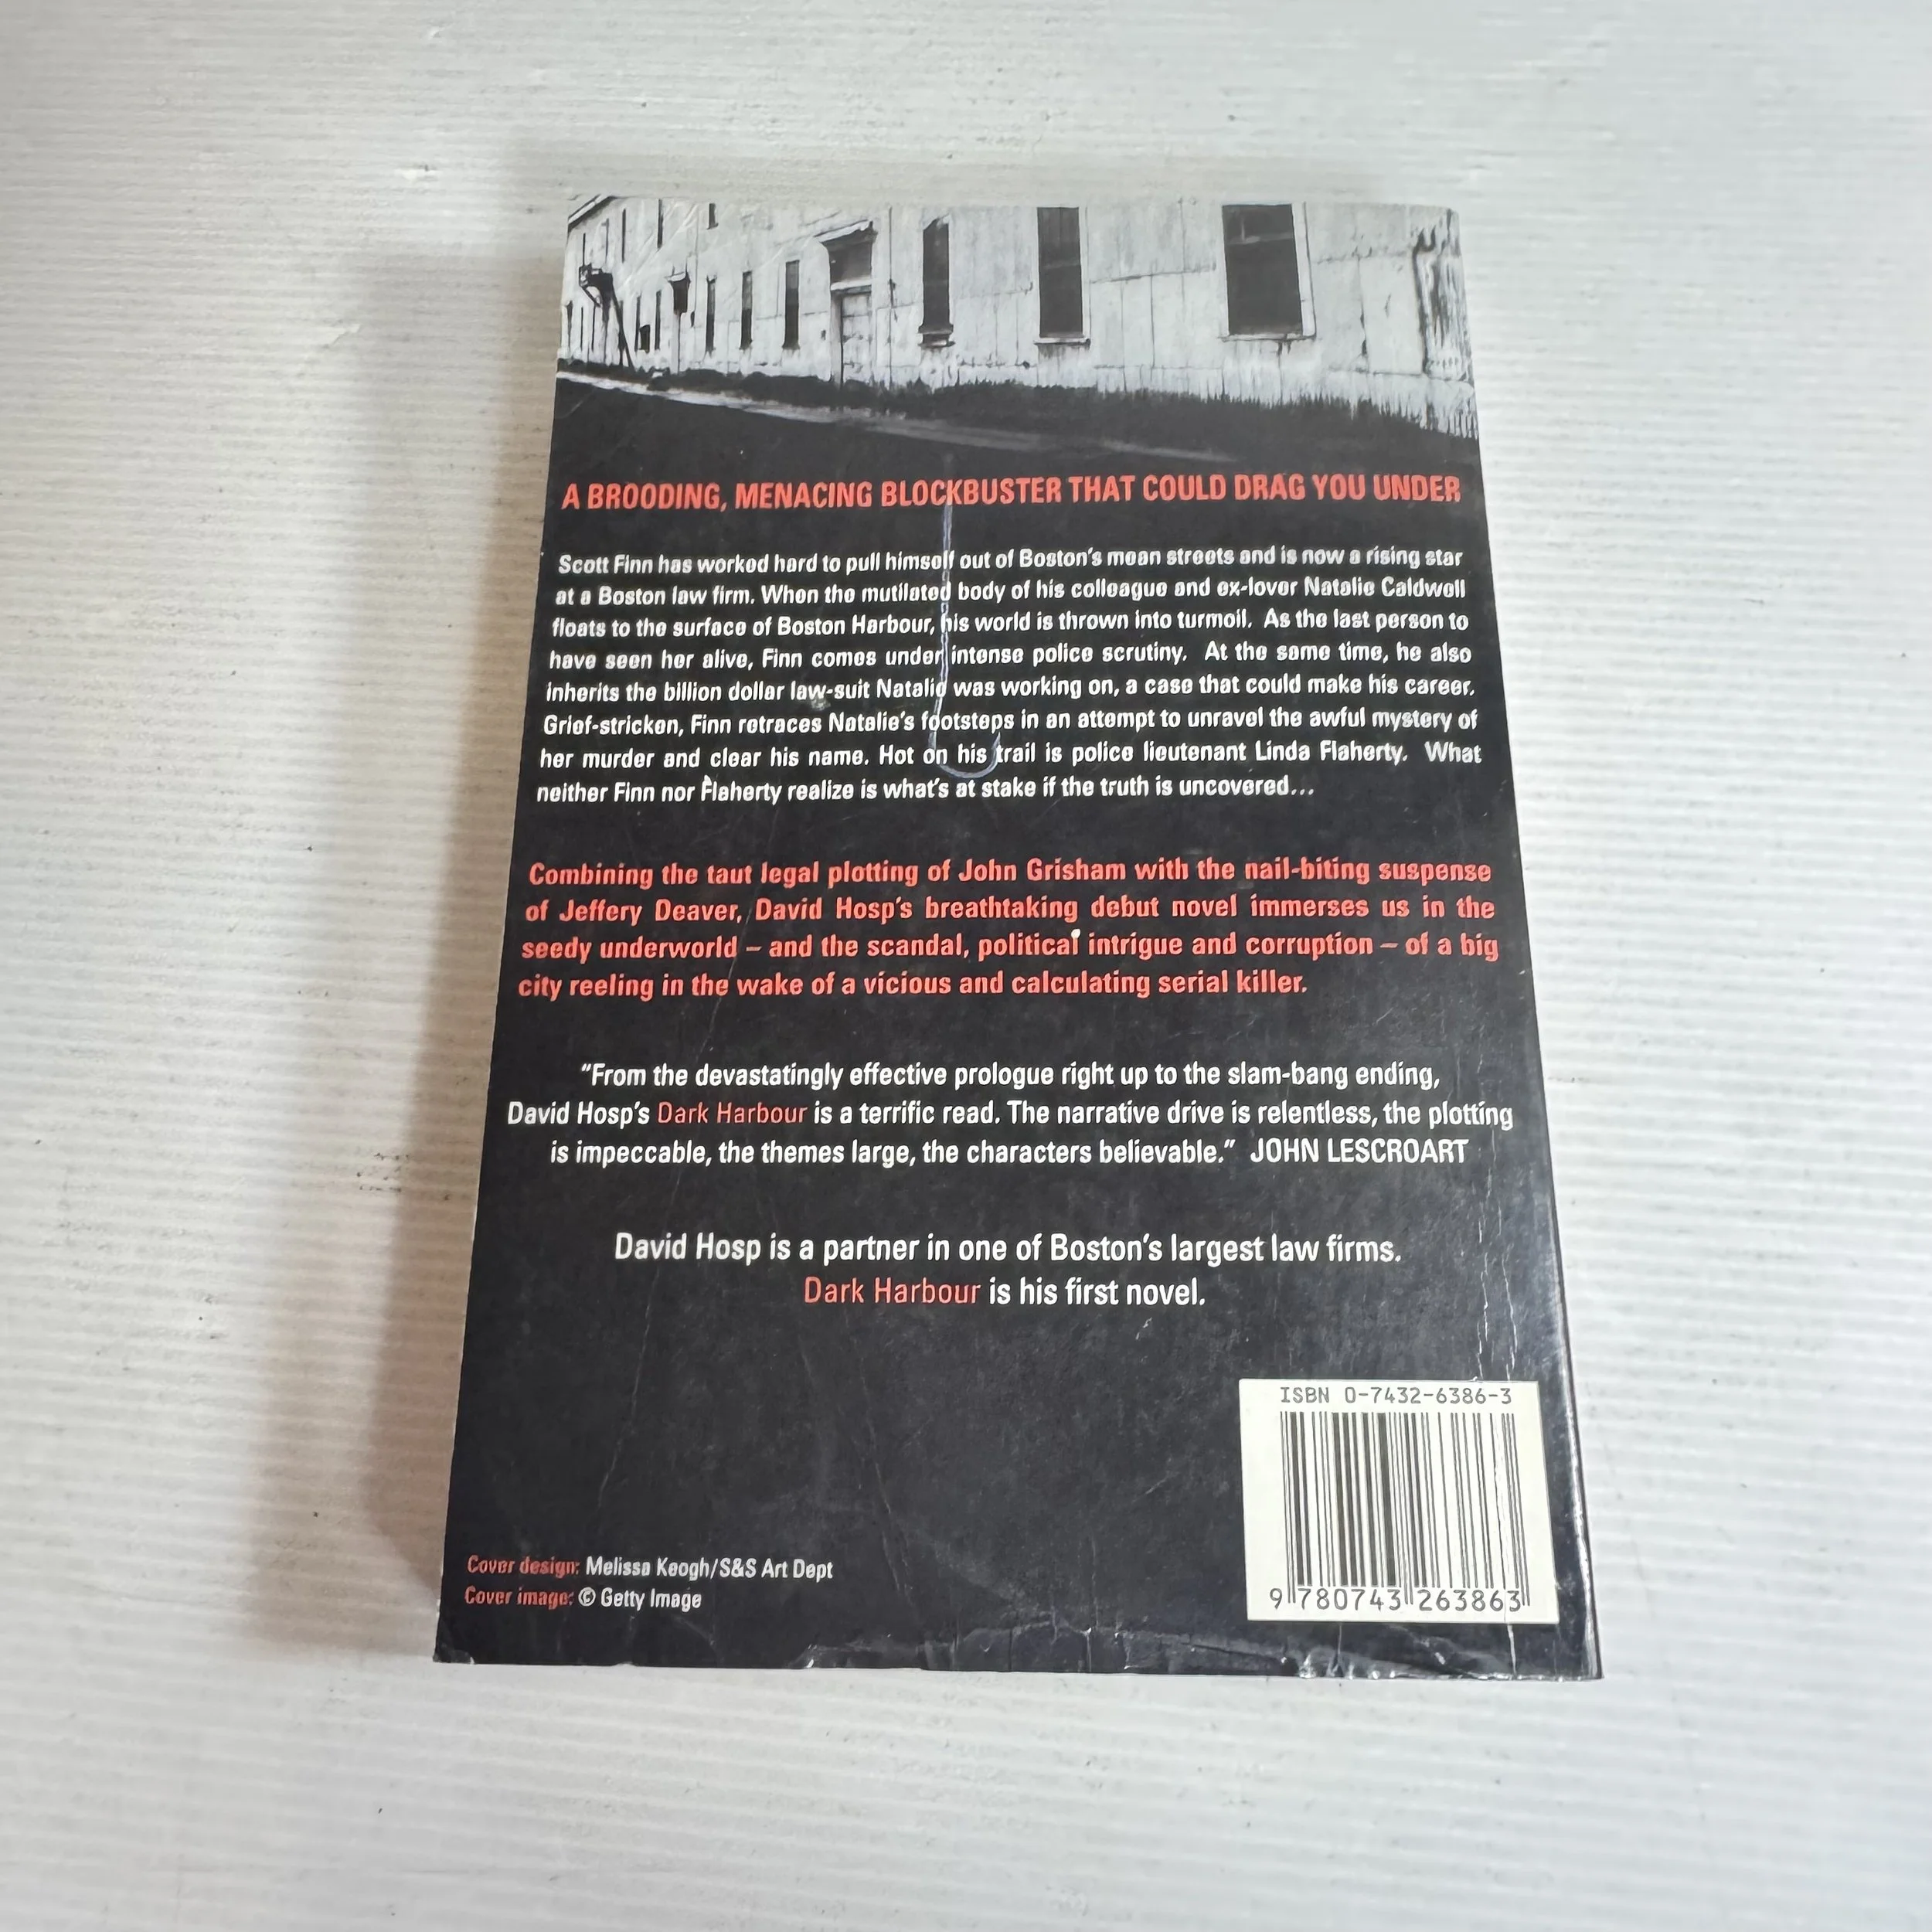 A BROODING, MENACING BLOCKBUSTER THAT COULD DRAG YOU UNDER
Scott Finn has worked hard to pull himself out of Boston's mean streets and is now a rising star
at a Boston law firm. When the mutilated body of his colleague and ex-lover Natalie Caldwell
floats to the surface of Boston Harbour, his world is thrown into turmoil. As the last person to
have seen her alive, Finn comes under intense police scrutiny. At the same time, he also
inherits the billion dollar law-suit Natalie was working on, a case that could make his career.
Grief-stricken, Finn retraces Natalie's footsteps in an attempt to unravel the awful mystery of
her murder and clear his name. Hot on his trail is police lieutenant Linda Flaherty. What
neither Finn nor Flaherty realize is what's at stake if the truth is uncovered...
Combining the taut legal plotting of John Grisham with the nail-biting suspense
of Jeffery Deaver, David Hosp's breathtaking debut novel immerses us in the
seedy underworld – and the scandal, political intrigue and corruption – of a big
city reeling in the wake of a vicious and calculating serial killer.
"From the devastatingly effective prologue right up to the slam-bang ending,
David Hosp's Dark Harbour is a terrific read. The narrative drive is relentless, the plotting
is impeccable, the themes large, the characters believable." JOHN LESCROART
David Hosp is a partner in one of Boston's largest law firms.
Dark Harbour is his first novel.
ISBN 0-7432-6386-3
9 780743 263863
Cover design: Melissa Keogh/S&S Art Dept
Cover image: © Getty Image